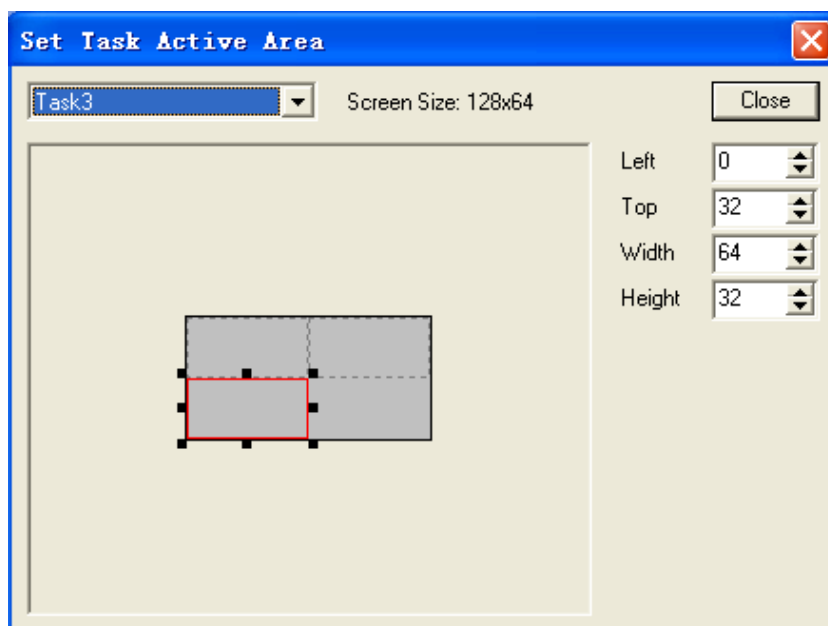 Set Task Active Area
Task3
Screen Size: 128x64
Close
Left
0
Top
32
Width
64
Height
32